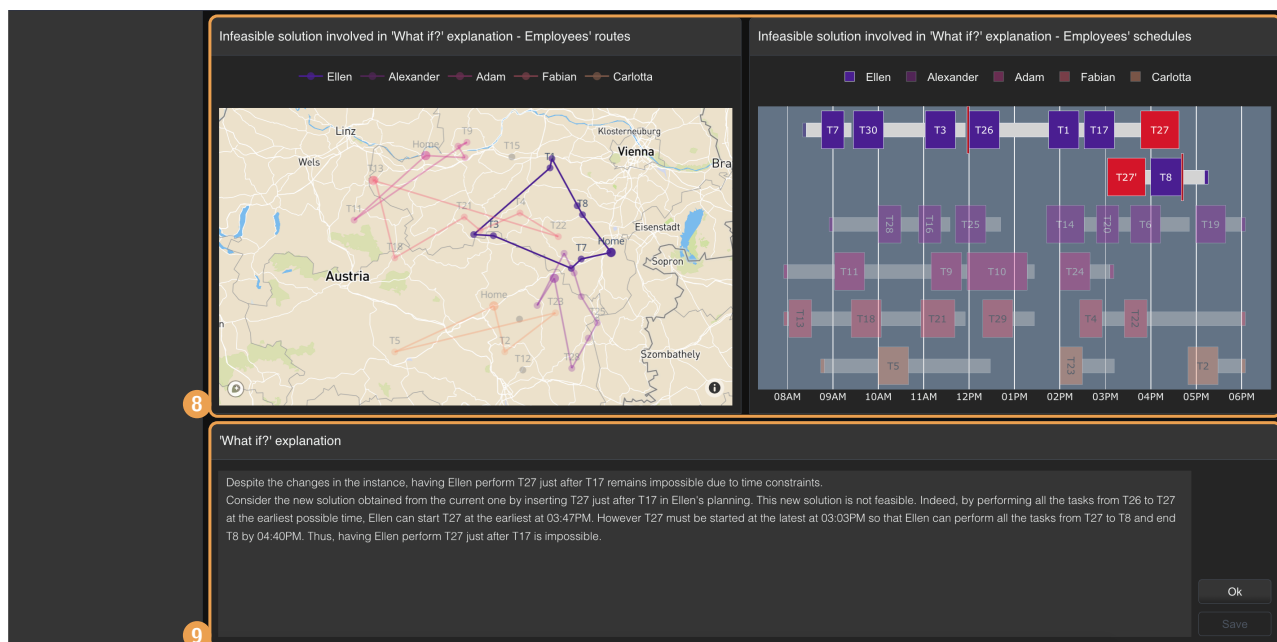 Infeasible solution involved in 'What if?' explanation - Employees' routes
Ellen Alexander Adam Fabian Carlotta
Linz
T9
Klosterneuburg
Home
T15
Vienna
Wels
T1
Bra
T13
T11
T21
T4
T8
T3
T22
Eisenstadt
T18
T7
Home
Sopron
Austria
Home
T23
T25
T5
T2
T12
T28
Szombathely
n
8
Infeasible solution involved in 'What if?' explanation - Employees' schedules
Ellen Alexander Adam Fabian Carlotta
T7 T30 T3 T26 T1 T17 T27
T27' T8
T28 T16 T25 T14 T20 T6 T19
T11 T9 T10 T24
T13 T18 T21 T29 T4 T22
T5 T23 T2
08AM 09AM 10AM 11AM 12PM 01PM 02PM 03PM 04PM 05PM 06PM
'What if?' explanation
Despite the changes in the instance, having Ellen perform T27 just after T17 remains impossible due to time constraints.
Consider the new solution obtained from the current one by inserting T27 just after T17 in Ellen's planning. This new solution is not feasible. Indeed, by performing all the tasks from T26 to T27
at the earliest possible time, Ellen can start T27 at the earliest at 03:47PM. However T27 must be started at the latest at 03:03PM so that Ellen can perform all the tasks from T27 to T8 and end
T8 by 04:40PM. Thus, having Ellen perform T27 just after T17 is impossible.
Ok
Save
9